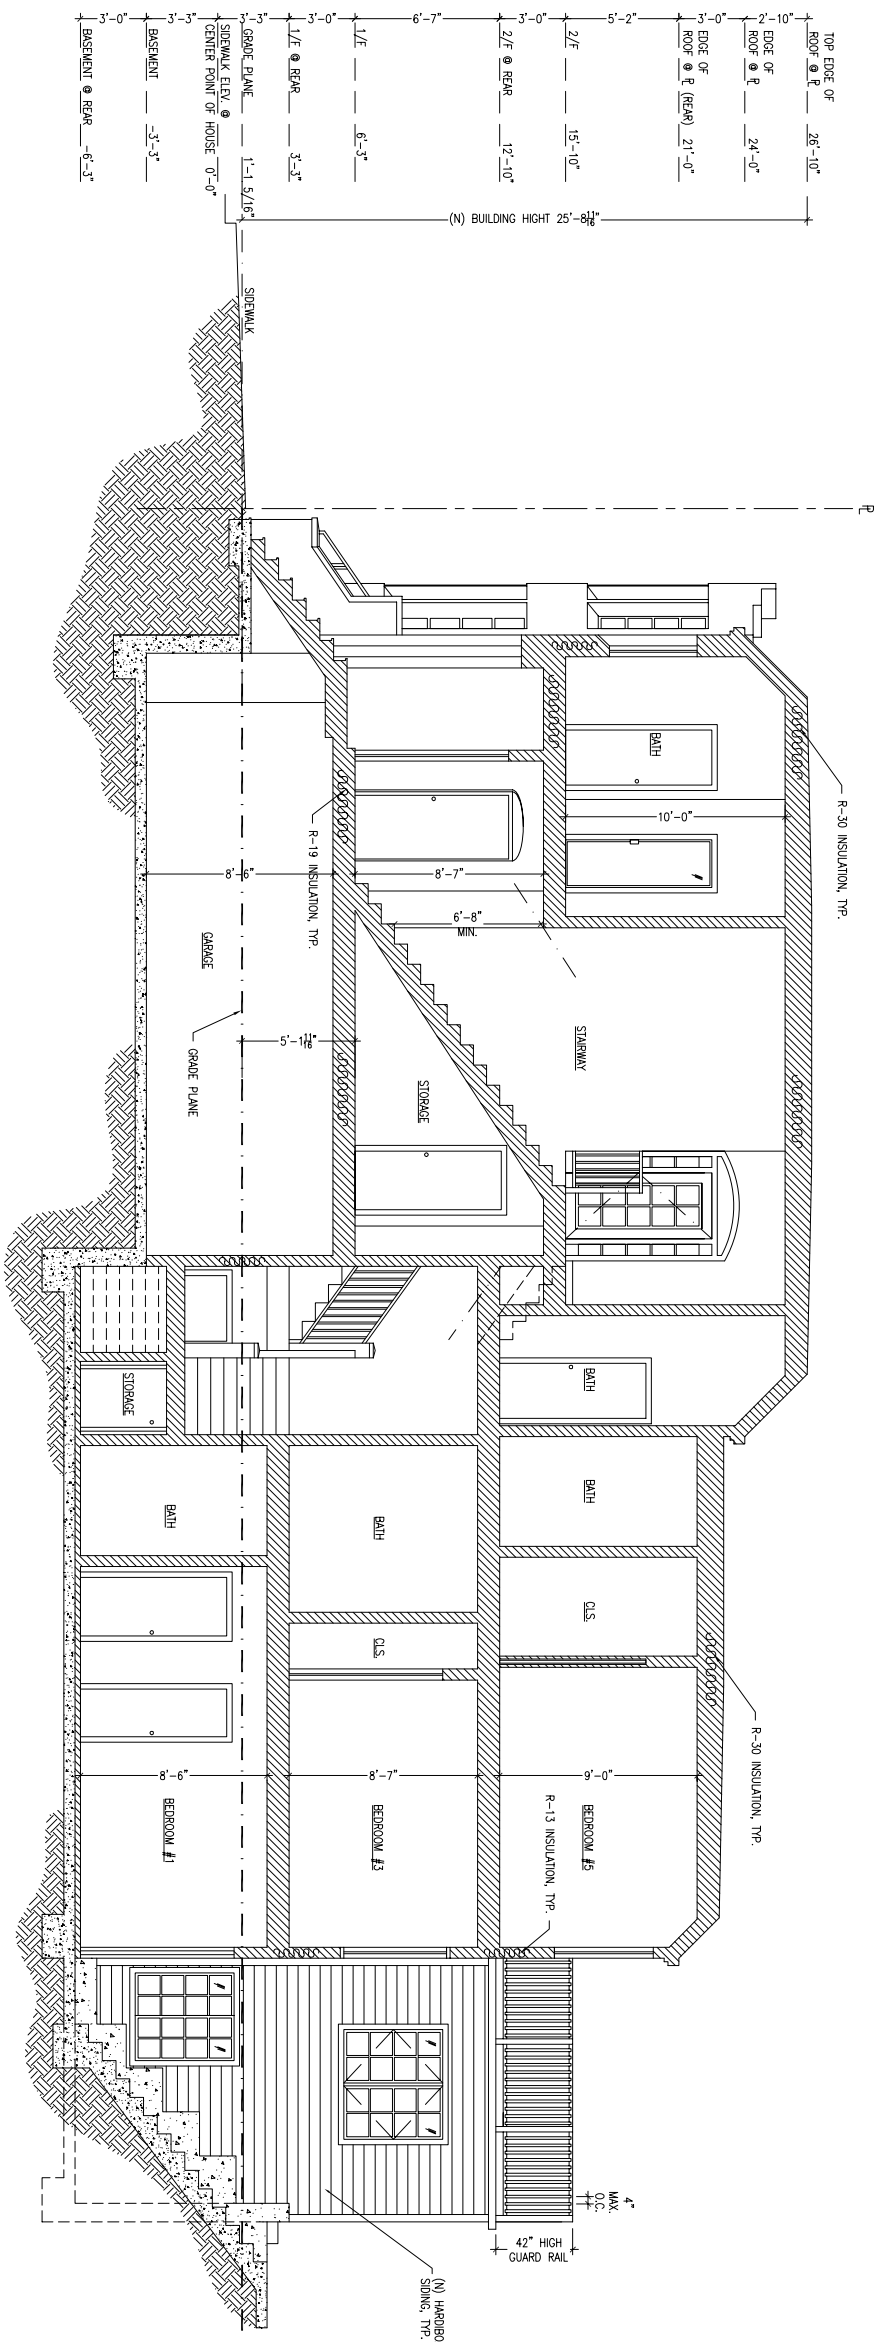 TOP EDGE OF
ROOF @ PL 26'-10"
EDGE OF
ROOF @ PL 24'-0"
EDGE OF
ROOF @ PL (REAR) 21'-0"
2/F 15'-10"
2/F @ REAR 12'-10"
1/F 6'-3"
1/F @ REAR 3'-3"
GRADE PLANE 1'-1 5/16"
SIDEWALK ELEV. @
CENTER POINT OF HOUSE 0'-0"
BASEMENT -3'-3"
BASEMENT @ REAR -6'-3"
2'-10"
3'-0"
5'-2"
3'-0"
6'-7"
3'-0"
3'-3"
3'-3"
3'-0"
(N) BUILDING HIGHT 25'-8 11/16"
SIDEWALK
PL
R-30 INSULATION, TYP.
BATH
10'-0"
R-19 INSULATION, TYP.
8'-6"
8'-7"
6'-8"
MIN.
GARAGE
GRADE PLANE
5'-1 11/16"
STAIRWAY
STORAGE
BATH
STORAGE
BATH
BATH
BATH
CLS.
CLS.
R-30 INSULATION, TYP.
8'-6"
8'-7"
9'-0"
BEDROOM #1
BEDROOM #3
BEDROOM #5
R-13 INSULATION, TYP.
4"
MAX.
O.C.
42" HIGH
GUARD RAIL
(N) HARDIBO
SIDING, TYP.